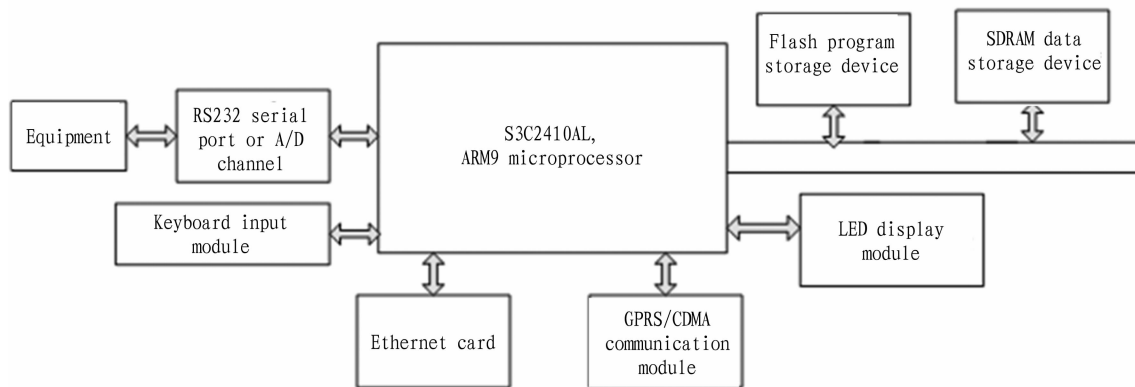 Flash program
storage device
SDRAM data
storage device
Equipment
RS232 serial
port or A/D
channel
S3C2410AL,
ARM9 microprocessor
Keyboard input
module
LED display
module
Ethernet card
GPRS/CDMA
communication
module